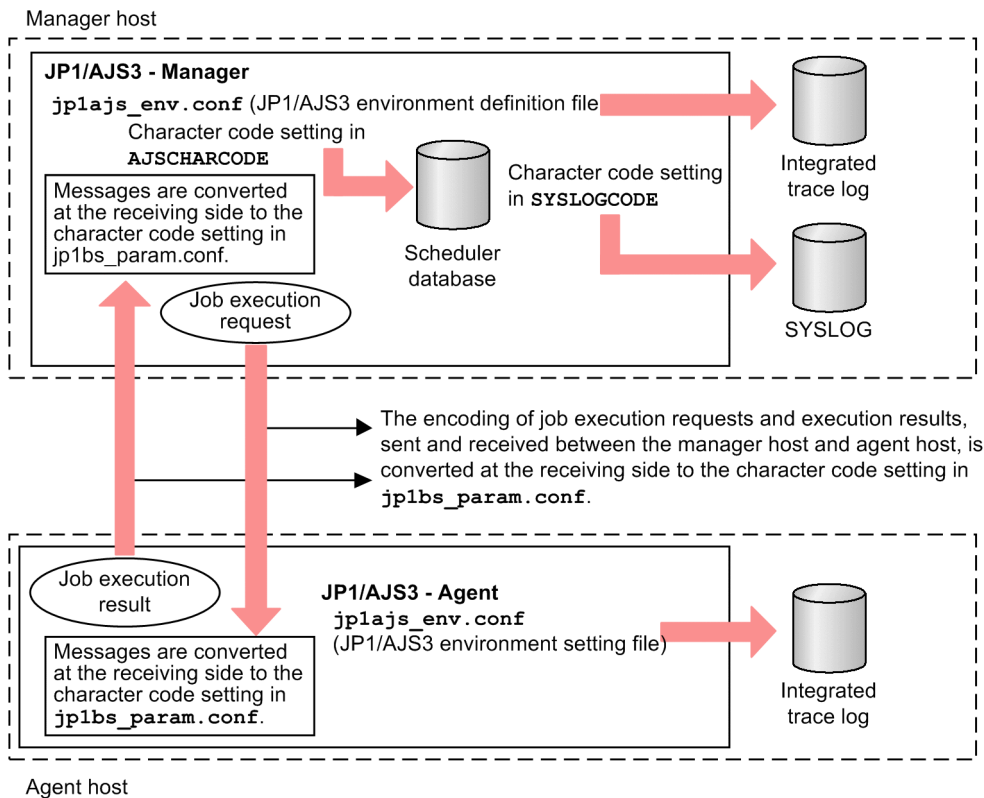 Manager host
JP1/AJS3 - Manager
jp1ajs_env.conf (JP1/AJS3 environment definition file
Character code setting in
AJSCHARCODE
Messages are converted
at the receiving side to the
character code setting in
jp1bs_param.conf.
Scheduler
database
Character code setting
in SYSLOGCODE
Integrated
trace log
SYSLOG
Job execution
request
The encoding of job execution requests and execution results,
sent and received between the manager host and agent host, is
converted at the receiving side to the character code setting in
jp1bs_param.conf.
Job execution
result
JP1/AJS3 - Agent
jp1ajs_env.conf
(JP1/AJS3 environment setting file)
Messages are converted
at the receiving side to the
character code setting in
jp1bs_param.conf.
Integrated
trace log
Agent host